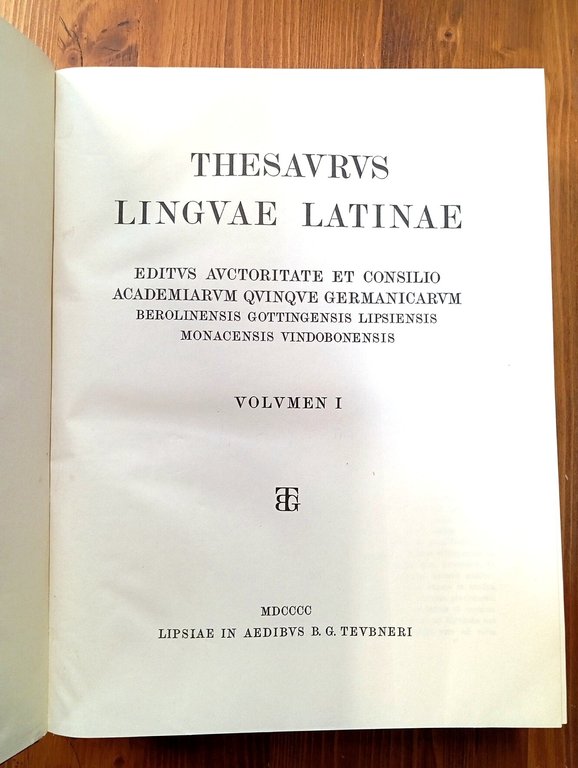 THESAVRVS
LINGVAE LATINAE
EDITVS AVCTORITATE ET CONSILIO
ACADEMIARVM QVINQVE GERMANICARVM
BEROLINENSIS GOTTINGENSIS LIPSIENSIS
MONACENSIS VINDOBONENSIS
VOLVMEN I
BTG
MDCCCC
LIPSIAE IN AEDIBVS B. G. TEVBNERI